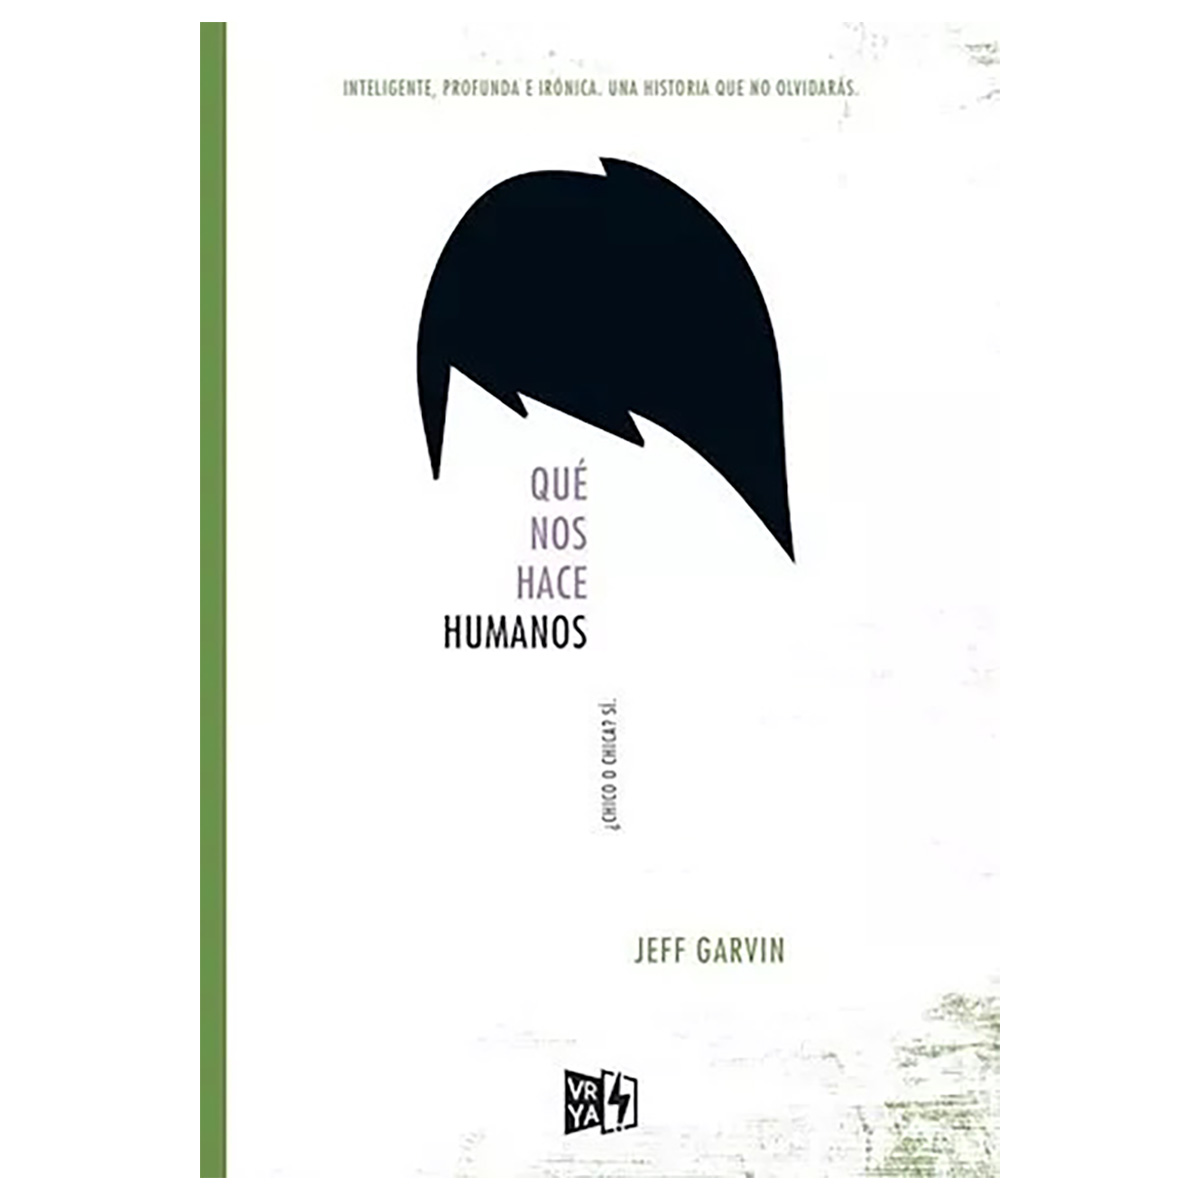 INTELIGENTE, PROFUNDA E IRÓNICA. UNA HISTORIA QUE NO OLVIDARÁS.
QUÉ
NOS
HACE
HUMANOS
¿CHICO O CHICA? SÍ.
JEFF GARVIN
VR
YA